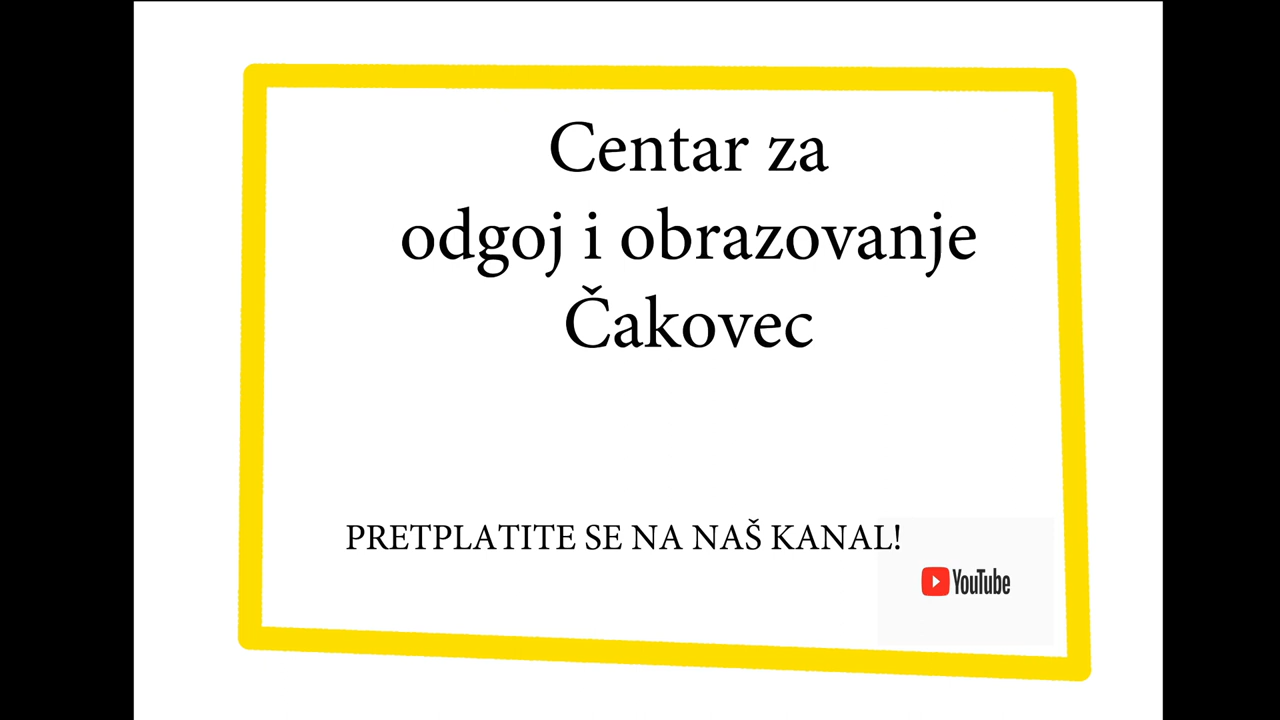 Centar za
odgoj i obrazovanje
Čakovec
PRETPLATITE SE NA NAŠ KANAL!
YouTube